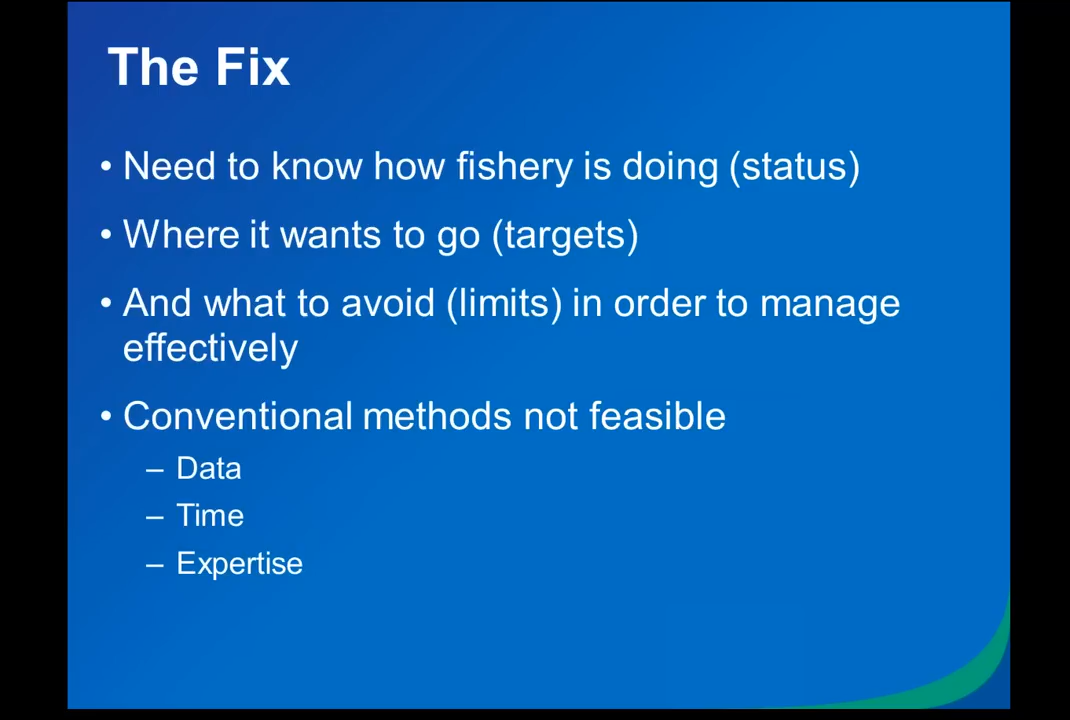 The Fix
• Need to know how fishery is doing (status)
• Where it wants to go (targets)
• And what to avoid (limits) in order to manage
effectively
• Conventional methods not feasible
– Data
– Time
– Expertise